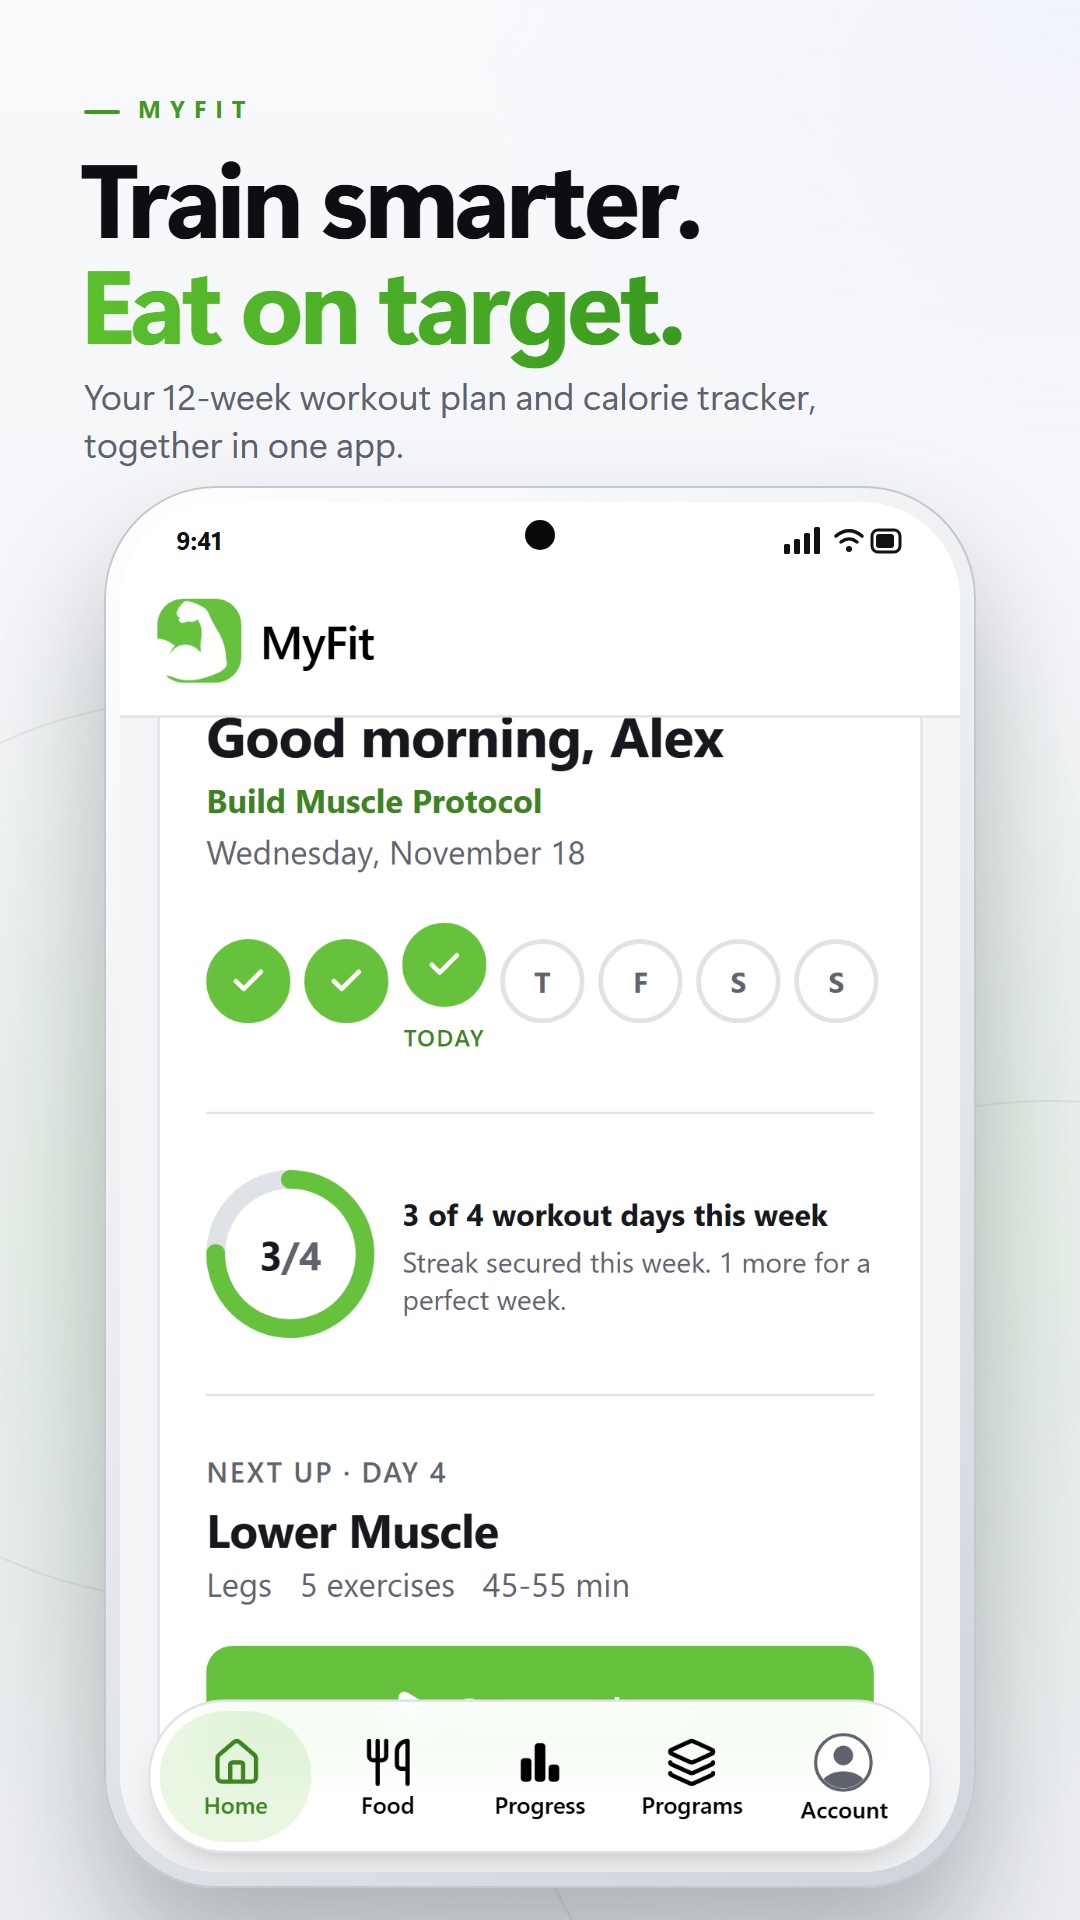 MYFIT
Train smarter.
Eat on target.
Your 12-week workout plan and calorie tracker,
together in one app.
9:41
MyFit
Good morning, Alex
Build Muscle Protocol
Wednesday, November 18
T F S S
TODAY
3/4
3 of 4 workout days this week
Streak secured this week. 1 more for a
perfect week.
NEXT UP · DAY 4
Lower Muscle
Legs 5 exercises 45-55 min
Home Food Progress Programs Account